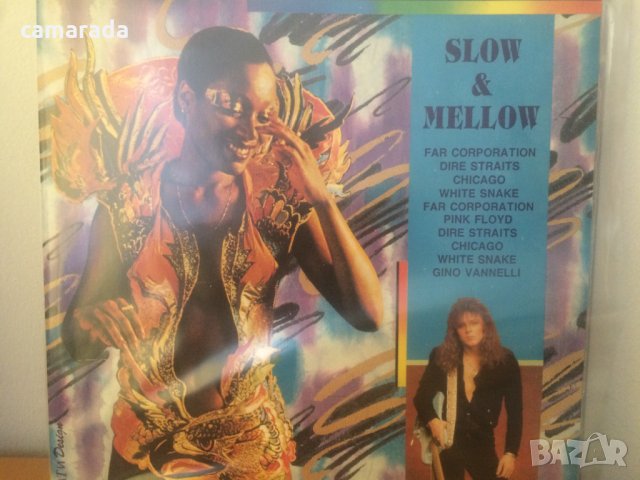 camarada
SLOW
&
MELLOW
FAR CORPORATION
DIRE STRAITS
CHICAGO
WHITE SNAKE
FAR CORPORATION
PINK FLOYD
DIRE STRAITS
CHICAGO
WHITE SNAKE
GINO VANNELLI
Design
BAZAR